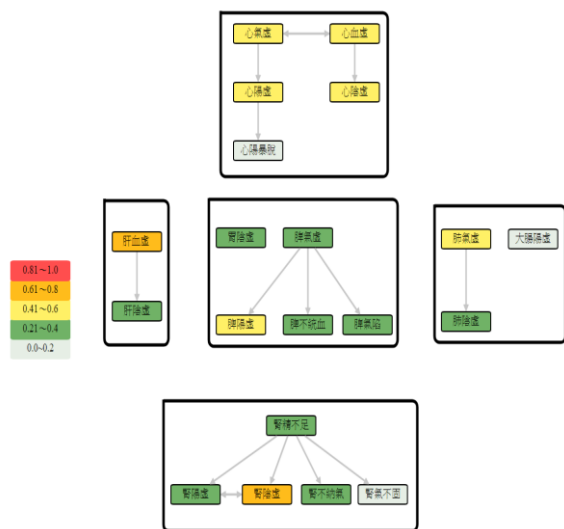 心氣虛
心血虛
心陽虛
心陰虛
心陽暴脫
肝血虛
肝陰虛
胃陰虛
脾氣虛
脾陽虛
脾不統血
脾氣陷
肺氣虛
大腸陽虛
肺陰虛
0.81～1.0
0.61～0.8
0.41～0.6
0.21～0.4
0.0～0.2
腎精不足
腎陽虛
腎陰虛
腎不納氣
腎氣不固